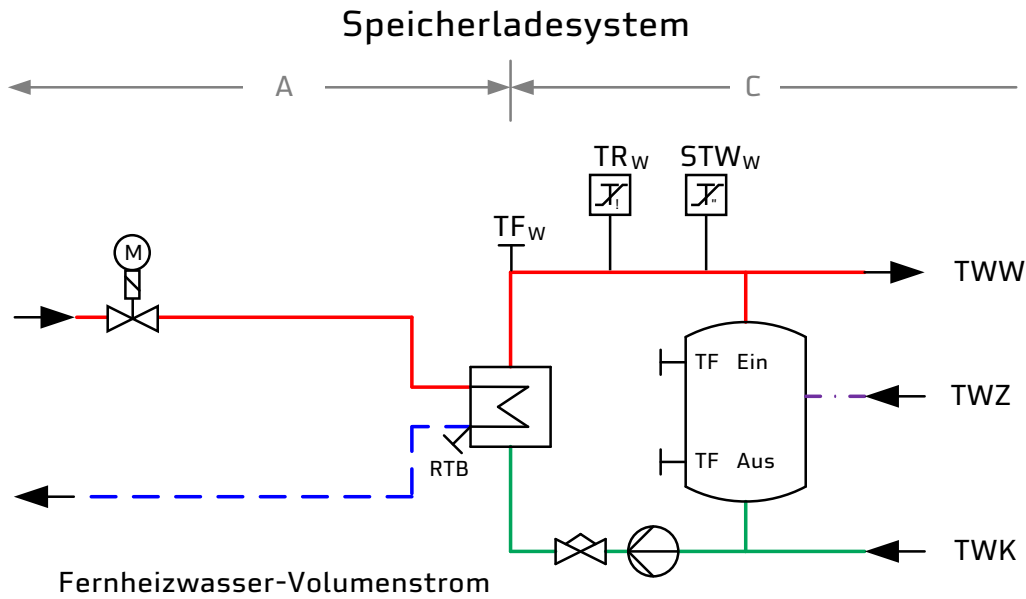 Speicherladesystem
A
C
TRW
STWW
TFW
M
TWW
TF Ein
TWZ
TF Aus
RTB
TWK
Fernheizwasser-Volumenstrom